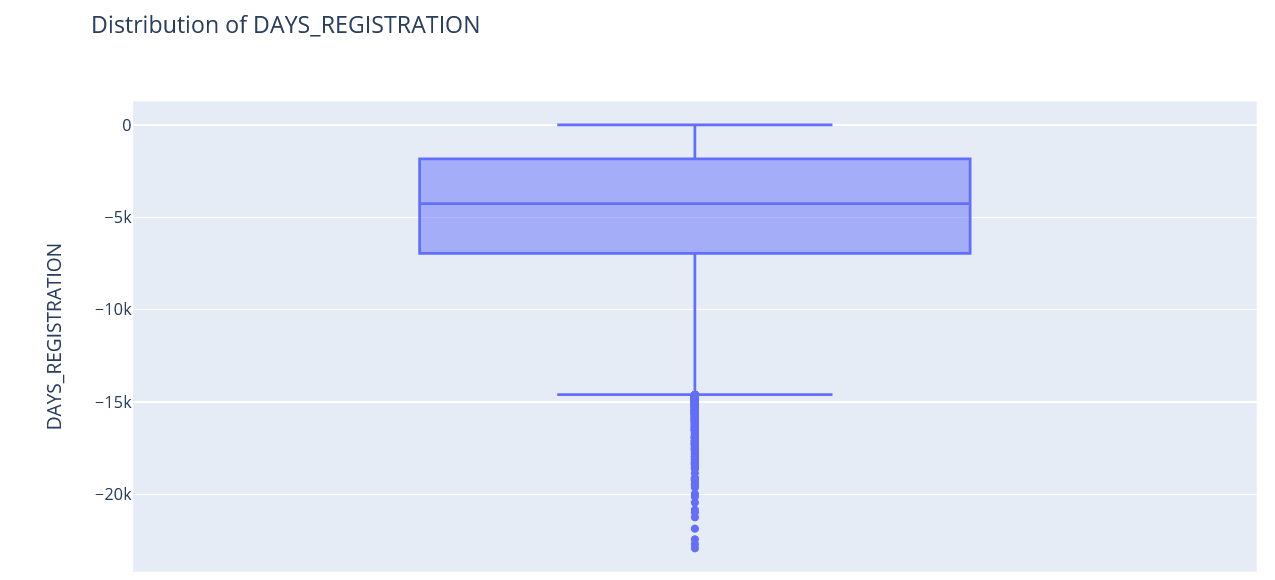 Distribution of DAYS_REGISTRATION
0
−5k
−10k
−15k
−20k
DAYS_REGISTRATION